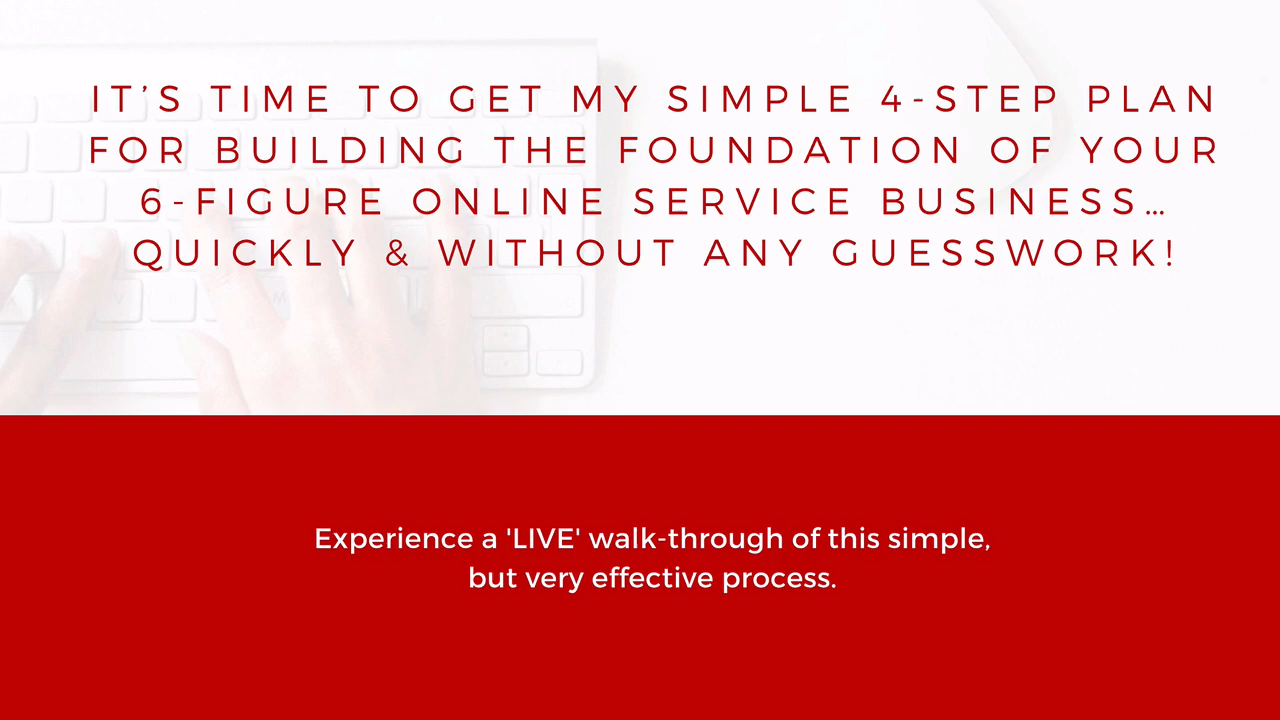 IT’S TIME TO GET MY SIMPLE 4-STEP PLAN
FOR BUILDING THE FOUNDATION OF YOUR
6-FIGURE ONLINE SERVICE BUSINESS…
QUICKLY & WITHOUT ANY GUESSWORK!
Experience a 'LIVE' walk-through of this simple,
but very effective process.